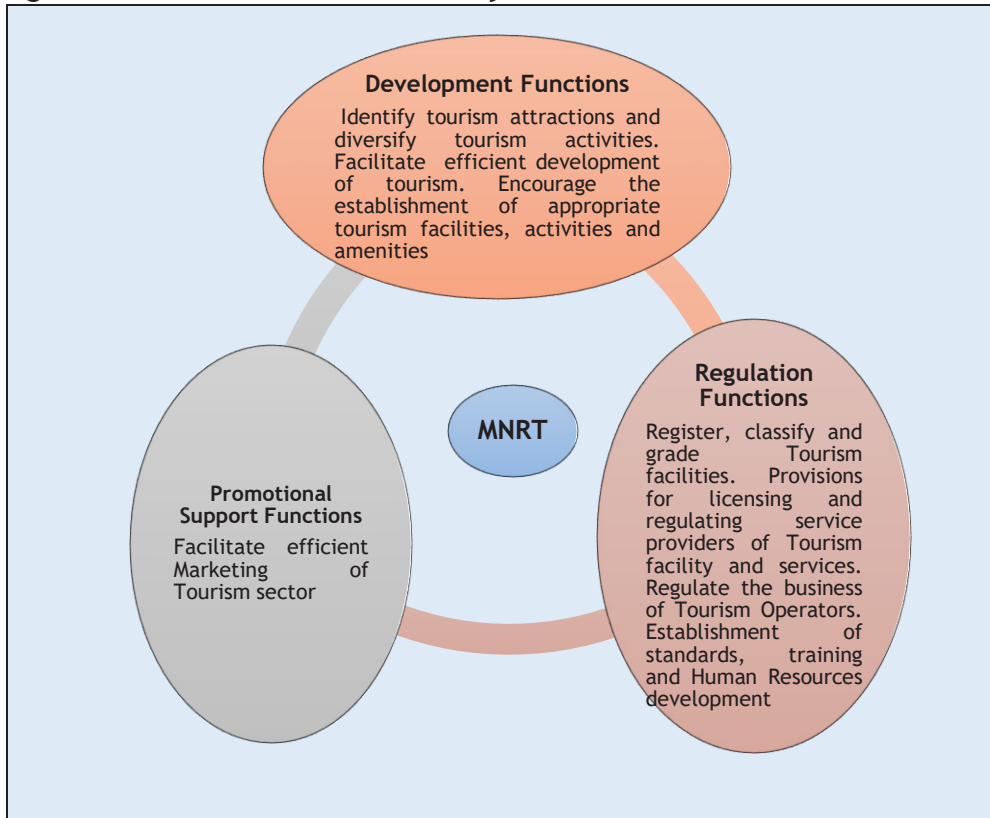 Development Functions
Identify tourism attractions and
diversify tourism activities.
Facilitate efficient development
of tourism. Encourage the
establishment of appropriate
tourism facilities, activities and
amenities
MNRT
Regulation
Functions
Register, classify and
grade Tourism
facilities. Provisions
for licensing and
regulating service
providers of Tourism
facility and services.
Regulate the business
of Tourism Operators.
Establishment of
standards, training
and Human Resources
development
Promotional
Support Functions
Facilitate efficient
Marketing of
Tourism sector